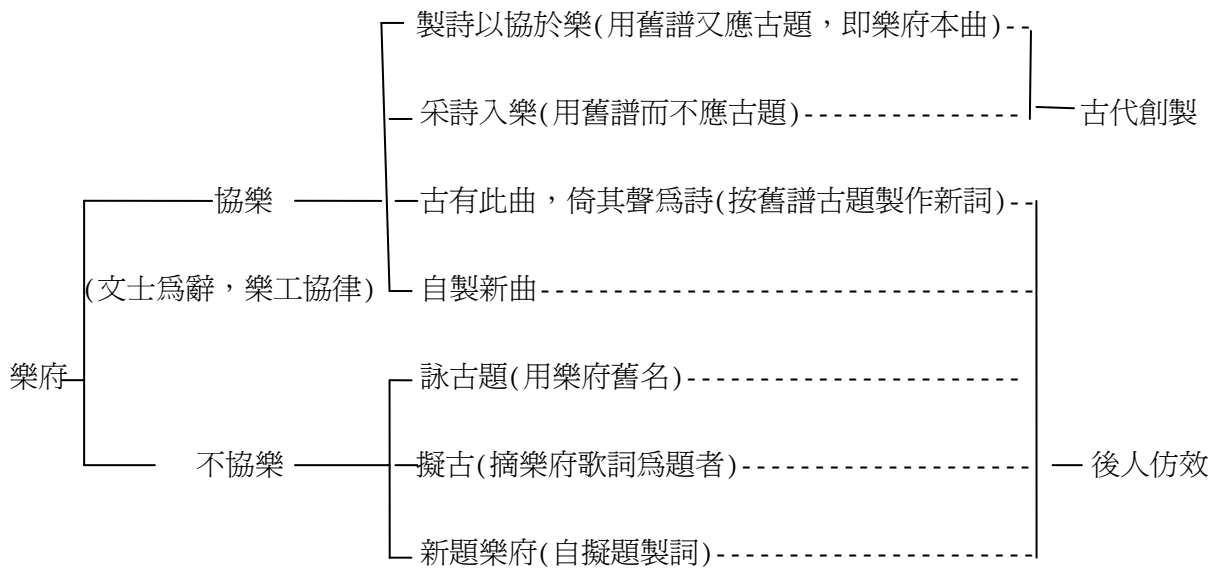 製詩以協於樂(用舊譜又應古題，即樂府本曲)
采詩入樂(用舊譜而不應古題)
古代創製
協樂
古有此曲，倚其聲爲詩(按舊譜古題製作新詞)
(文士爲辭，樂工協律)
自製新曲
樂府
詠古題(用樂府舊名)
不協樂
擬古(摘樂府歌詞爲題者)
後人仿效
新題樂府(自擬題製詞)